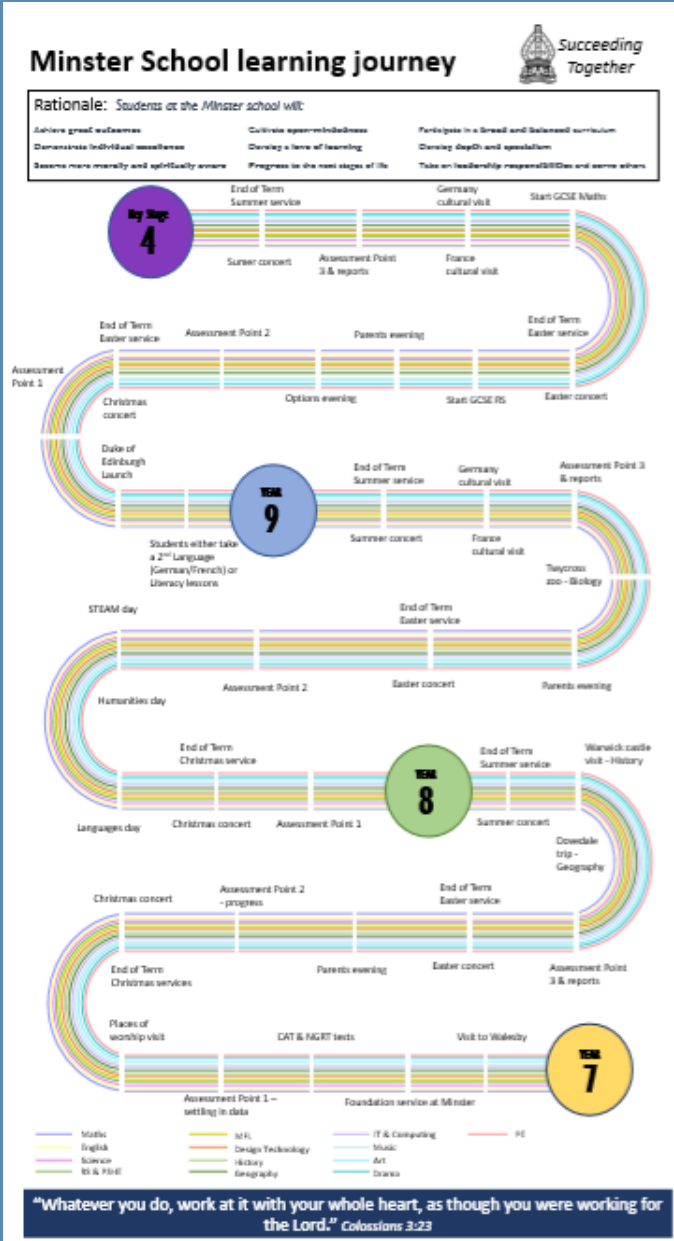 Minster School learning journey
Succeeding
Together
Rationale: Students at the Minster school will:
Achieve great outcomes
Cultivate open-mindedness
Participate in a broad and balanced curriculum
Demonstrate individual excellence
Develop a love of learning
Develop depth and specialism
Become more morally and spiritually aware
Progress to the next stages of life
Take on leadership responsibilities and serve others
Key Stage
4
End of Term
Summer service
Germany
cultural visit
Start GCSE Maths
Sumer concert
Assessment Point
3 & reports
France
cultural visit
End of Term
Easter service
Assessment Point 2
Parents evening
End of Term
Easter service
Assessment
Point 1
Christmas
concert
Options evening
Start GCSE RS
Easter concert
Duke of
Edinburgh
Launch
YEAR
9
End of Term
Summer service
Germany
cultural visit
Assessment Point 3
& reports
Students either take
a 2nd Language
(German/French) or
Literacy lessons
Summer concert
France
cultural visit
Twycross
zoo - Biology
STEAM day
End of Term
Easter service
Assessment Point 2
Easter concert
Parents evening
Humanities day
End of Term
Christmas service
YEAR
8
End of Term
Summer service
Warwick castle
visit - History
Languages day
Christmas concert
Assessment Point 1
Summer concert
Dovedale
trip -
Geography
Christmas concert
Assessment Point 2
- progress
End of Term
Easter service
End of Term
Christmas services
Parents evening
Easter concert
Assessment Point
3 & reports
Places of
worship visit
CAT & NGRT tests
Visit to Walesby
YEAR
7
Assessment Point 1 –
settling in data
Foundation service at Minster
Maths
MFL
IT & Computing
PE
English
Design Technology
Music
Science
History
Art
RS & PSHE
Geography
Drama
“Whatever you do, work at it with your whole heart, as though you were working for
the Lord.” Colossians 3:23